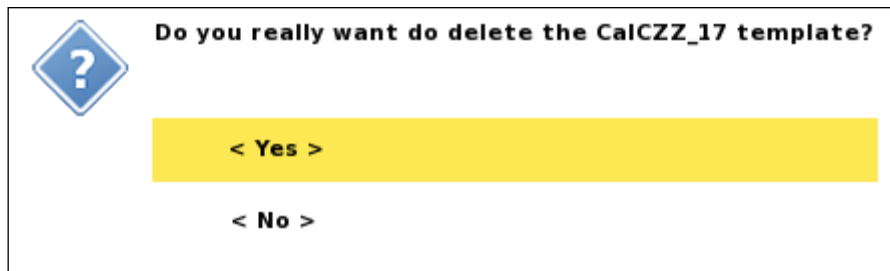 ?
Do you really want do delete the CalCZZ_17 template?
< Yes >
< No >